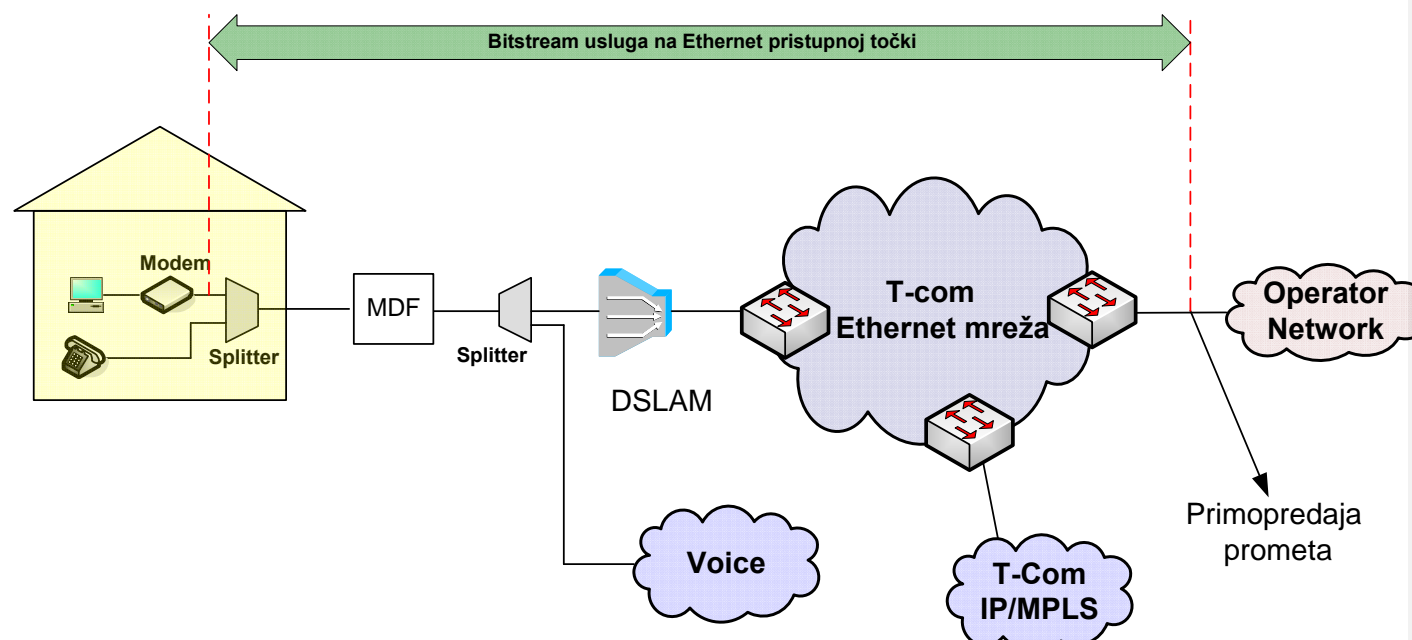 Bitstream usluga na Ethernet pristupnoj točki
Modem
Splitter
MDF
Splitter
DSLAM
T-com
Ethernet mreža
Operator
Network
Primopredaja
prometa
Voice
T-Com
IP/MPLS